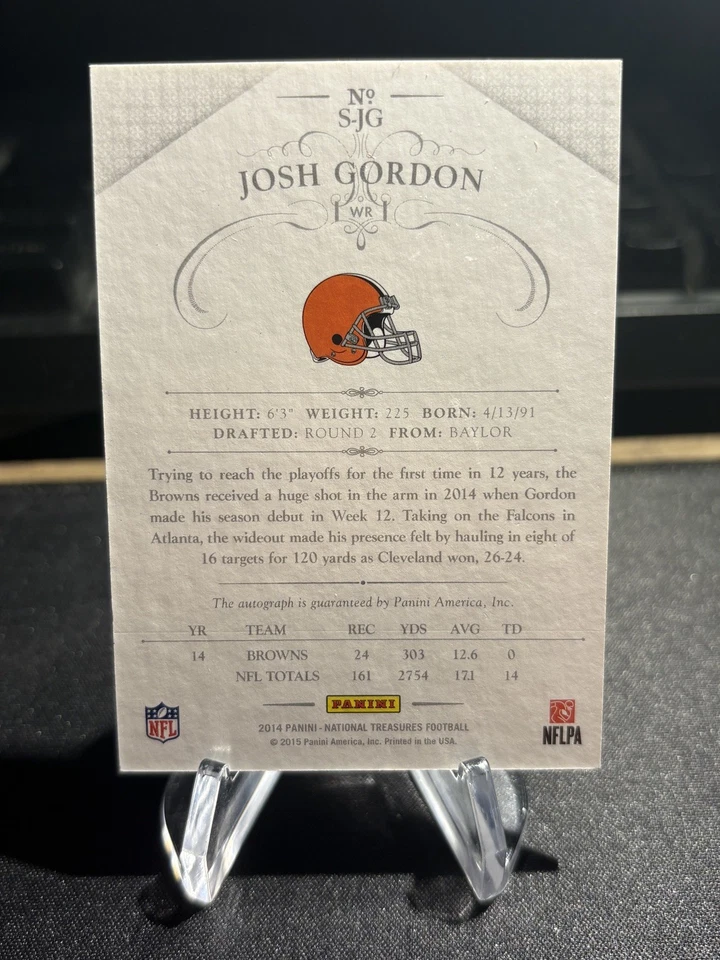 Nº
S-JG
JOSH GORDON
WR
HEIGHT: 6'3" WEIGHT: 225 BORN: 4/13/91
DRAFTED: ROUND 2 FROM: BAYLOR
Trying to reach the playoffs for the first time in 12 years, the
Browns received a huge shot in the arm in 2014 when Gordon
made his season debut in Week 12. Taking on the Falcons in
Atlanta, the wideout made his presence felt by hauling in eight of
16 targets for 120 yards as Cleveland won, 26-24.
The autograph is guaranteed by Panini America, Inc.
YR TEAM REC YDS AVG TD
14 BROWNS 24 303 12.6 0
NFL TOTALS 161 2754 17.1 14
PANINI
NFL
2014 PANINI - NATIONAL TREASURES FOOTBALL
© 2015 Panini America, Inc. Printed in the USA.
NFLPA